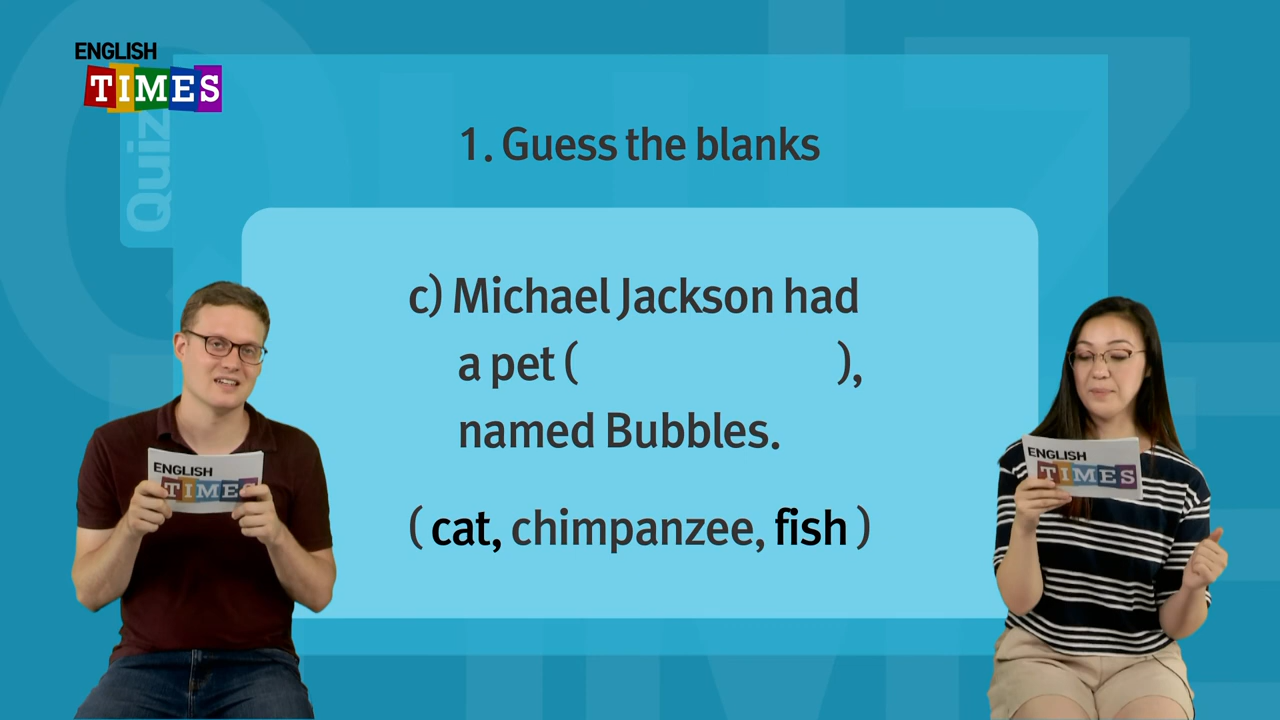 ENGLISH
TIMES
Quiz
1. Guess the blanks
c) Michael Jackson had
a pet ( ),
named Bubbles.
( cat, chimpanzee, fish )
ENGLISH
TIMES
ENGLISH
TIMES